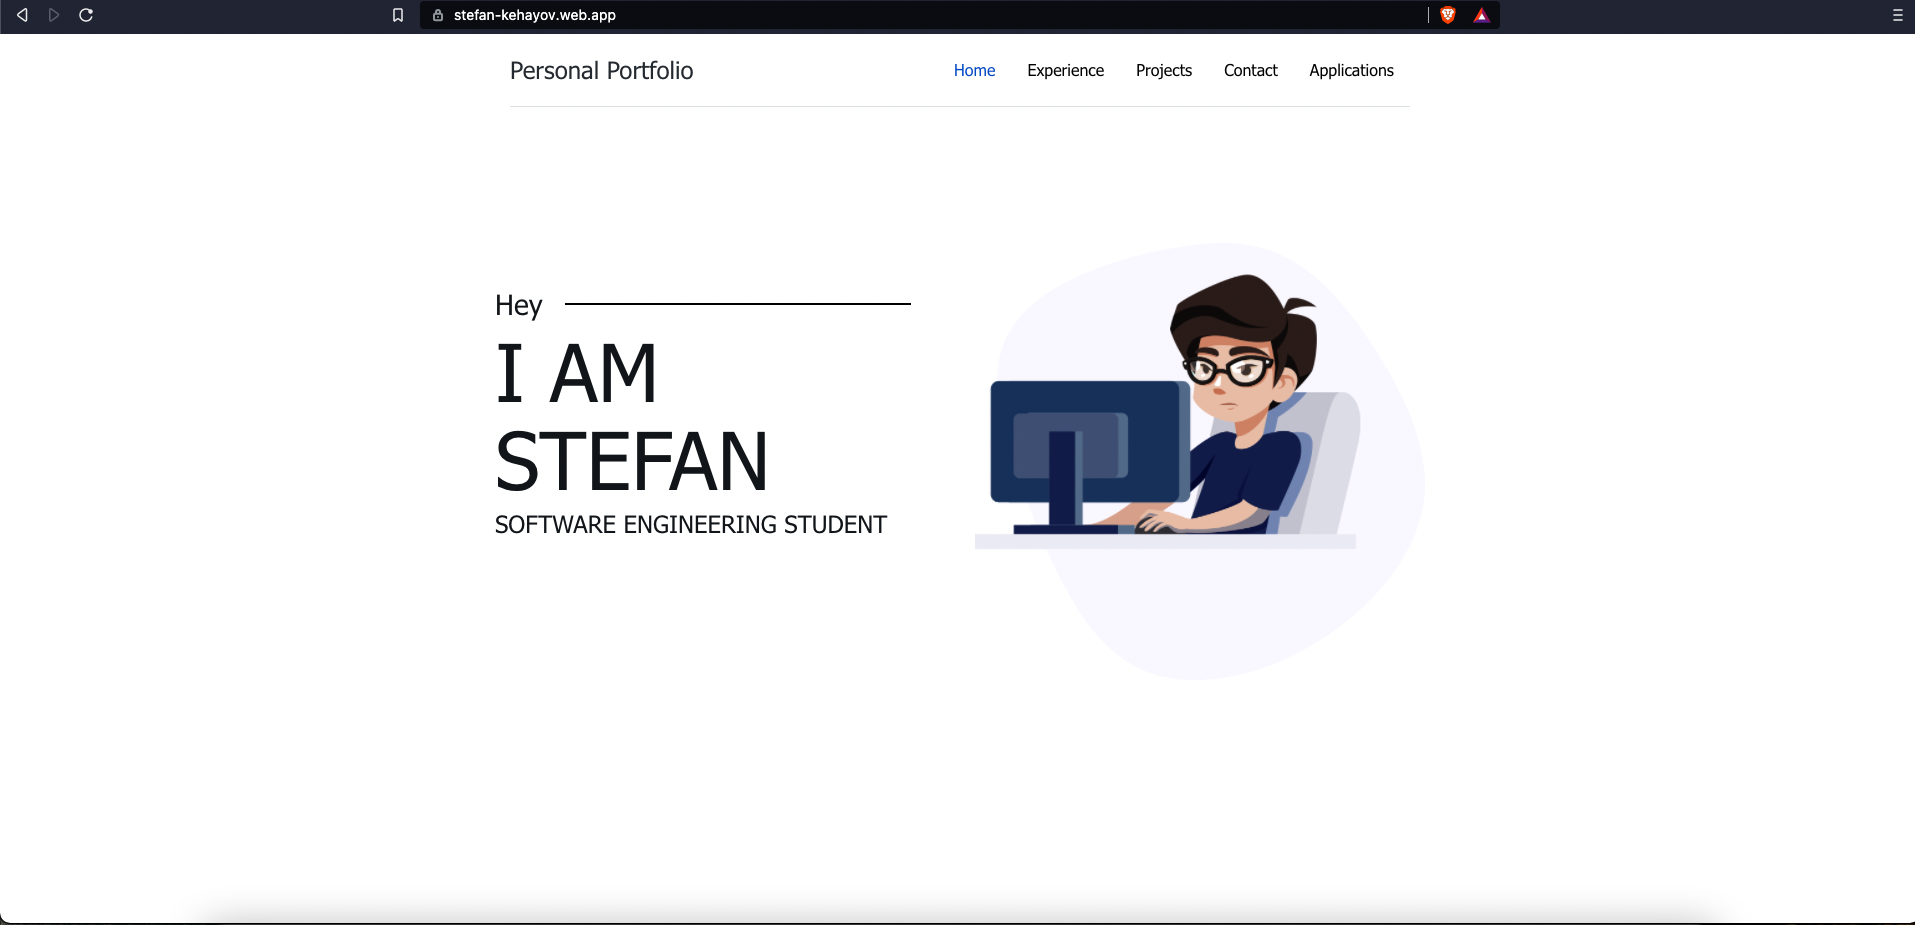 stefan-kehayov.web.app
Personal Portfolio
Home Experience Projects Contact Applications
Hey
I AM
STEFAN
SOFTWARE ENGINEERING STUDENT